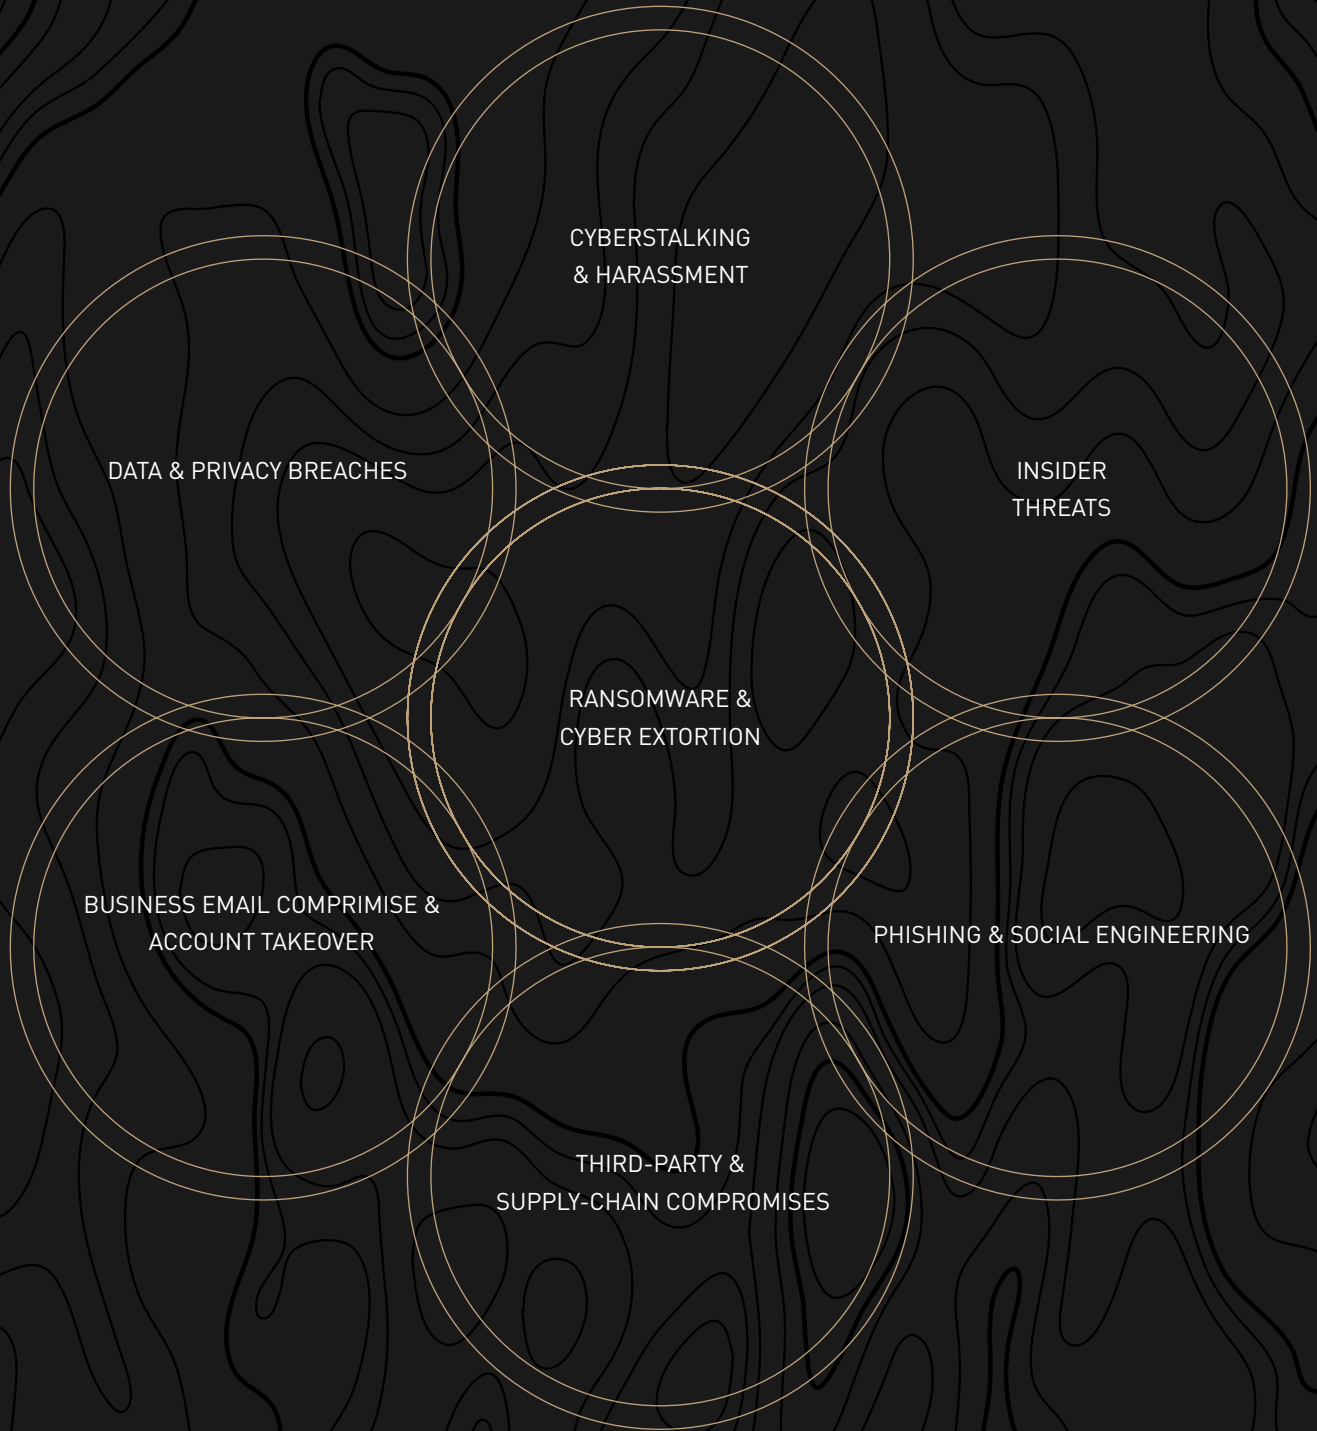 CYBERSTALKING
& HARASSMENT
DATA & PRIVACY BREACHES
INSIDER
THREATS
RANSOMWARE &
CYBER EXTORTION
BUSINESS EMAIL COMPRIMISE &
ACCOUNT TAKEOVER
PHISHING & SOCIAL ENGINEERING
THIRD-PARTY &
SUPPLY-CHAIN COMPROMISES